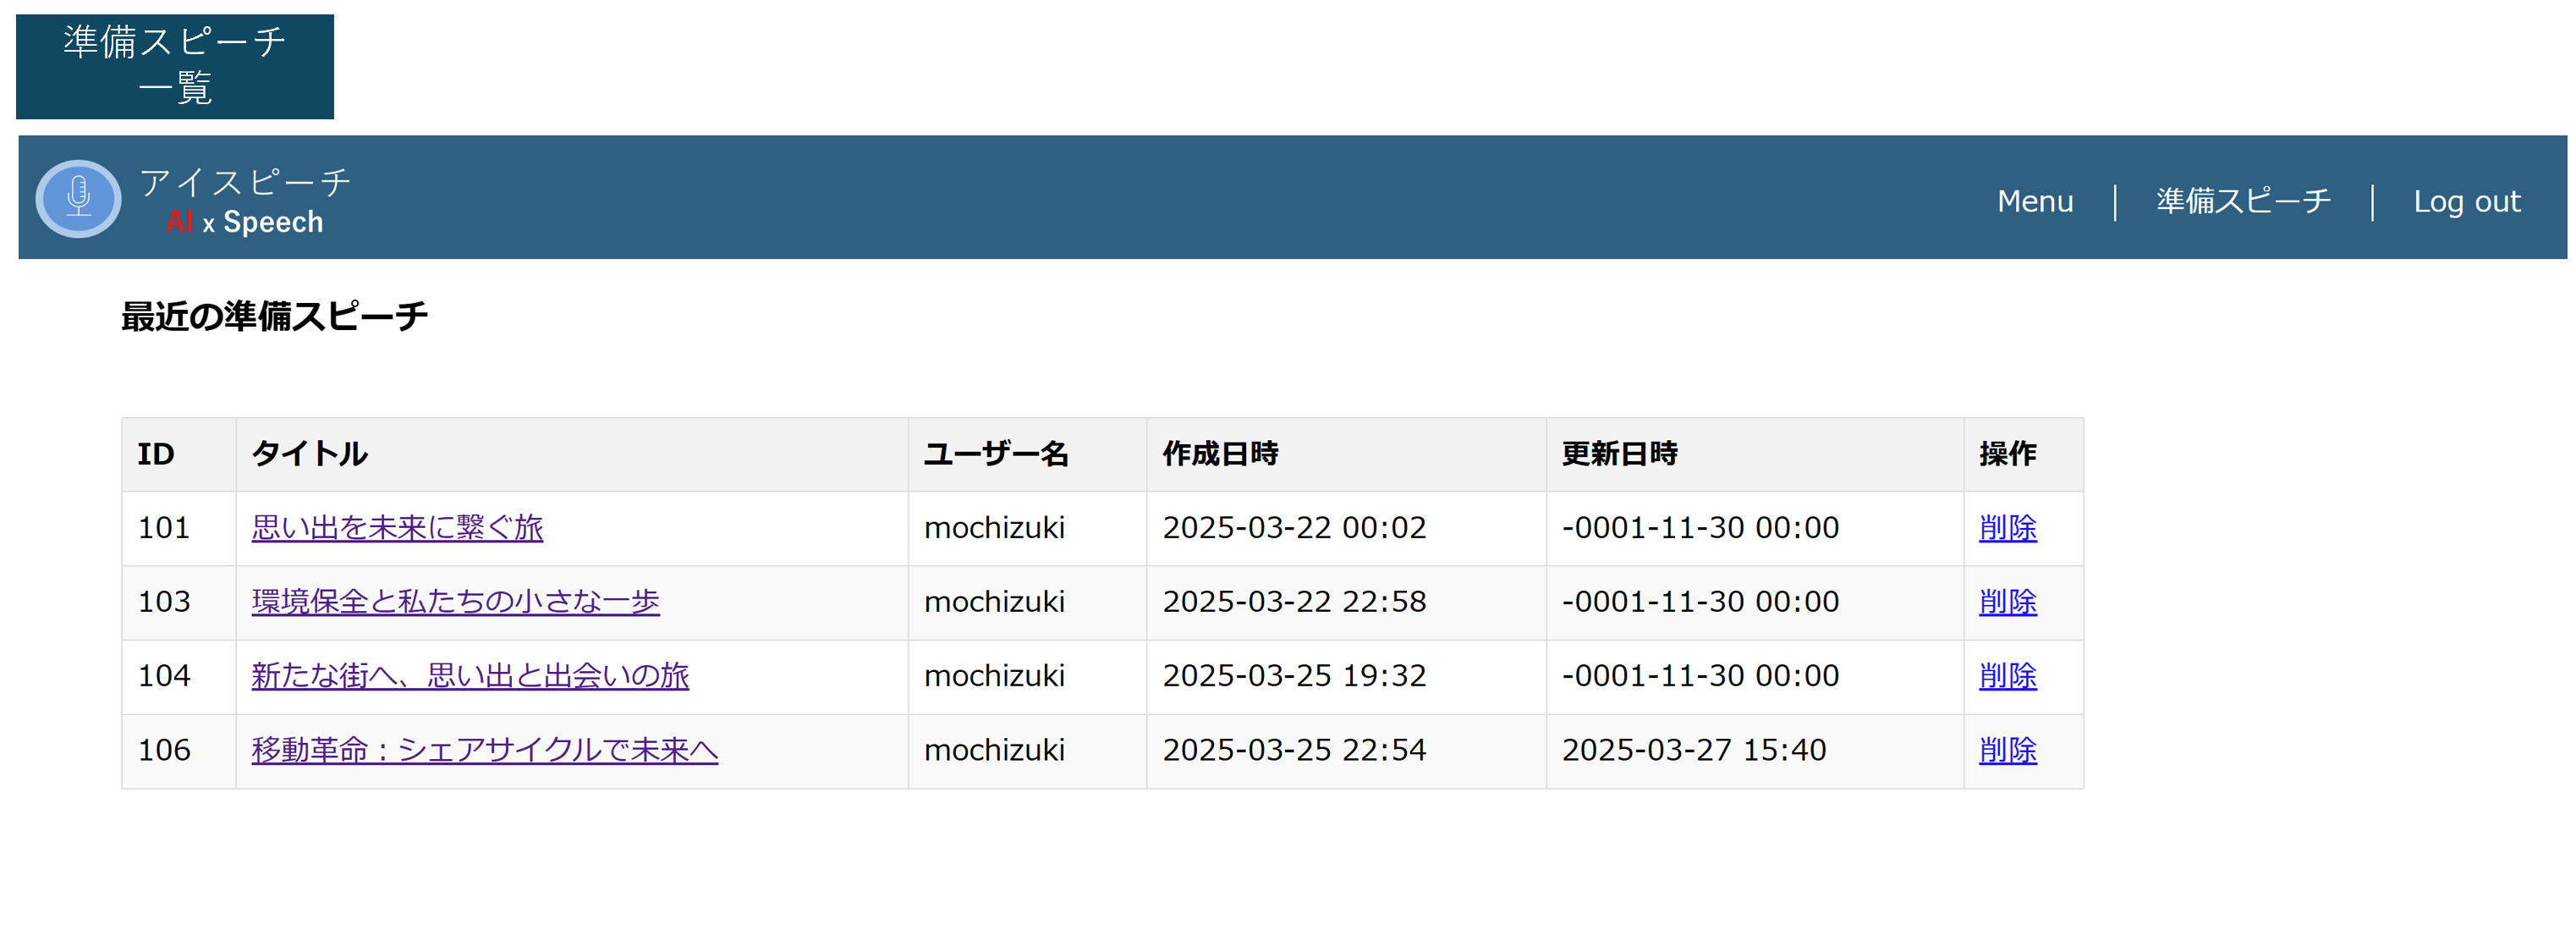 準備スピーチ
一覧
アイスピーチ
AI x Speech
Menu | 準備スピーチ | Log out
最近の準備スピーチ
ID タイトル ユーザー名 作成日時 更新日時 操作
101 思い出を未来に繋ぐ旅 mochizuki 2025-03-22 00:02 -0001-11-30 00:00 削除
103 環境保全と私たちの小さな一歩 mochizuki 2025-03-22 22:58 -0001-11-30 00:00 削除
104 新たな街へ、思い出と出会いの旅 mochizuki 2025-03-25 19:32 -0001-11-30 00:00 削除
106 移動革命：シェアサイクルで未来へ mochizuki 2025-03-25 22:54 2025-03-27 15:40 削除